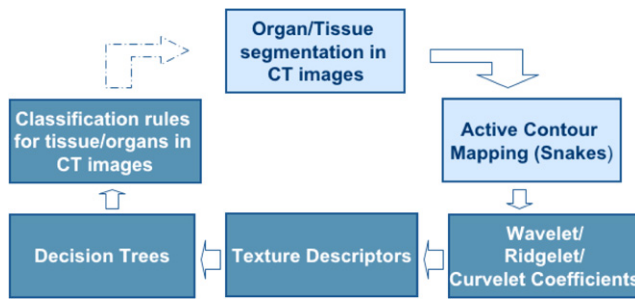 Organ/Tissue
segmentation in
CT images
Classification rules
for tissue/organs in
CT images
Active Contour
Mapping (Snakes)
Decision Trees
Texture Descriptors
Wavelet/
Ridgelet/
Curvelet Coefficients